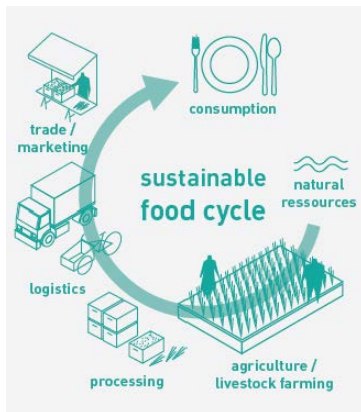 consumption
trade /
marketing
sustainable
food cycle
natural
ressources
logistics
agriculture /
livestock farming
processing